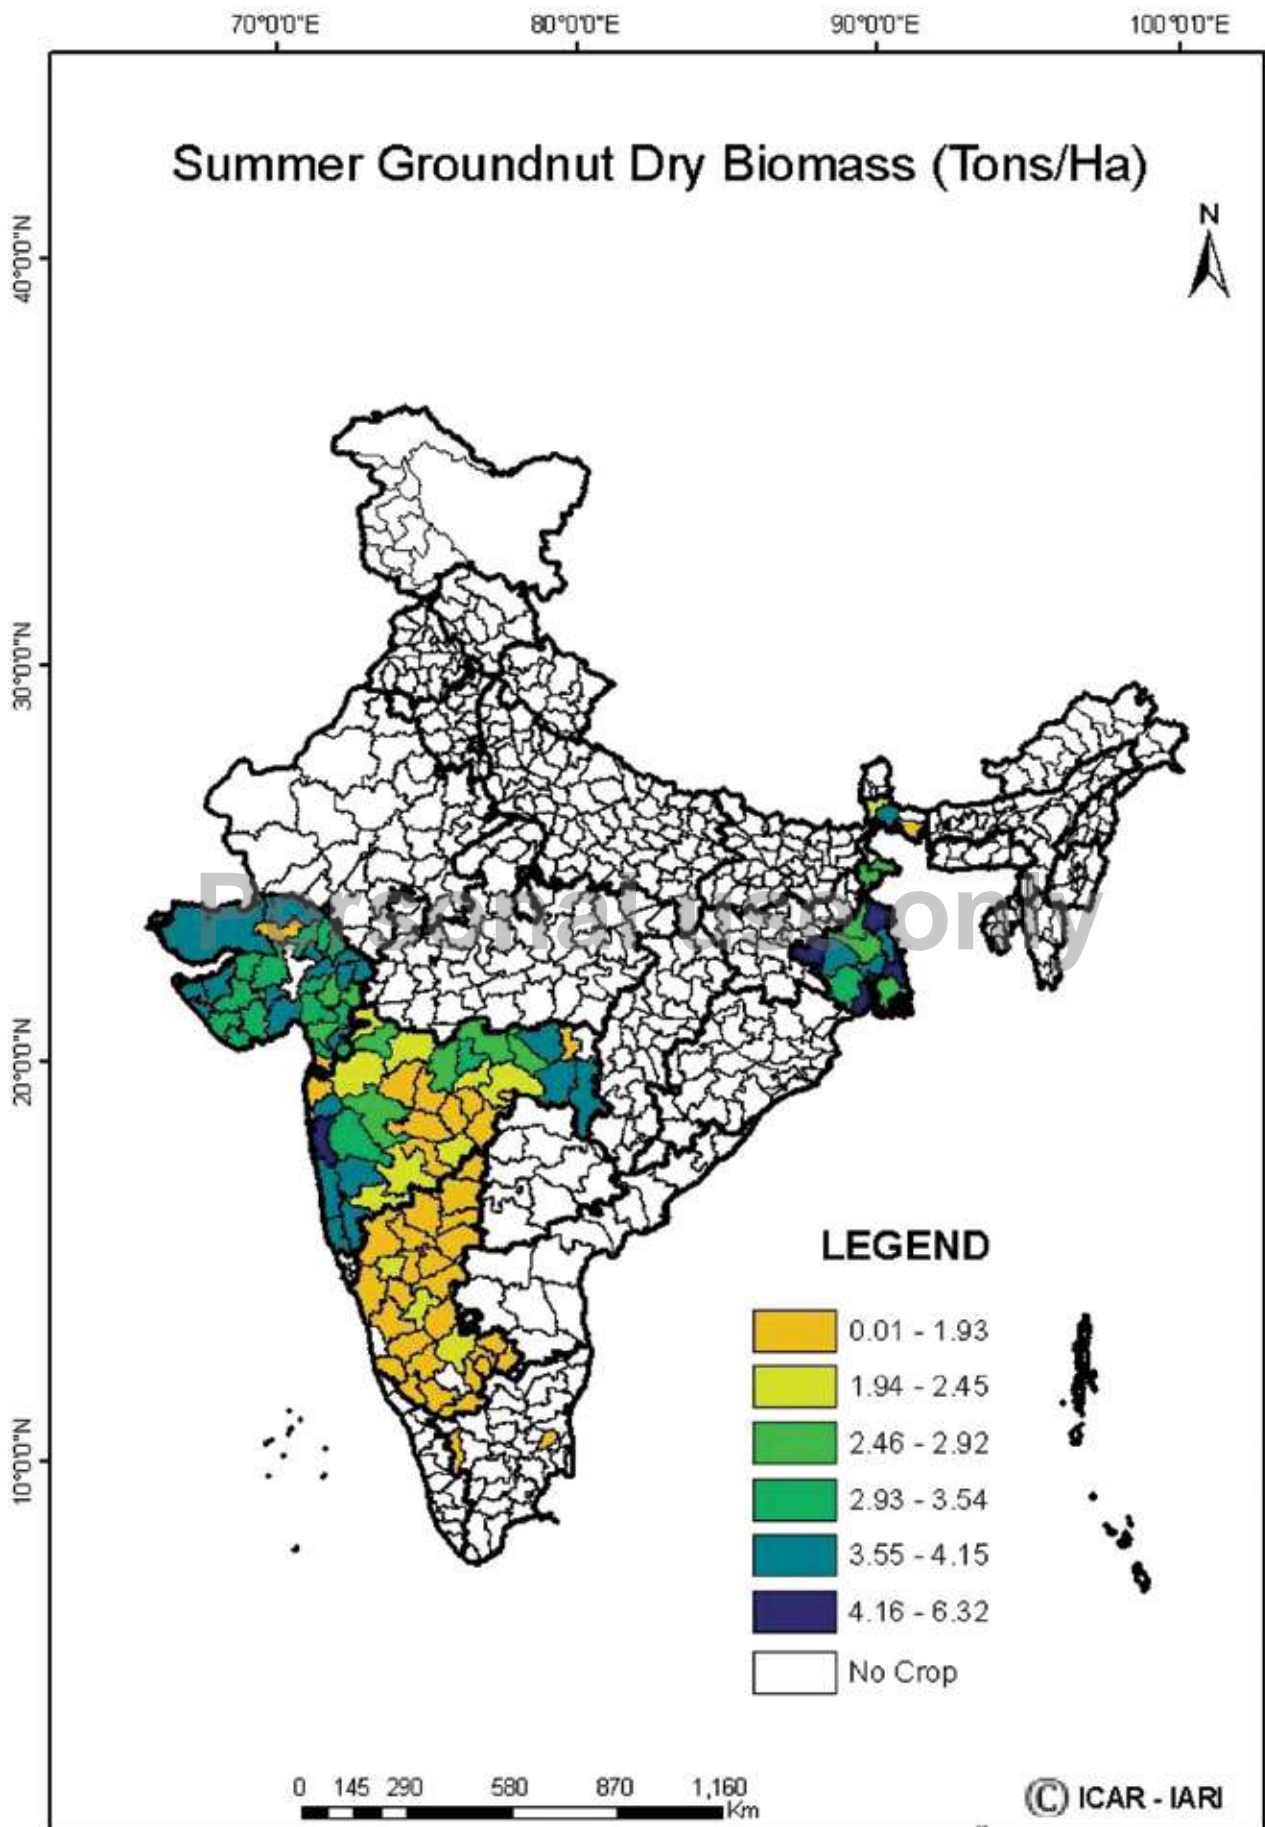 70°0'0"E 80°0'0"E 90°0'0"E 100°0'0"E
Summer Groundnut Dry Biomass (Tons/Ha)
N
40°0'0"N
30°0'0"N
Personal use only
20°0'0"N
LEGEND
0.01 - 1.93
1.94 - 2.45
2.46 - 2.92
10°0'0"N
2.93 - 3.54
3.55 - 4.15
4.16 - 6.32
No Crop
0 145 290 580 870 1,160
Km
© ICAR - IARI